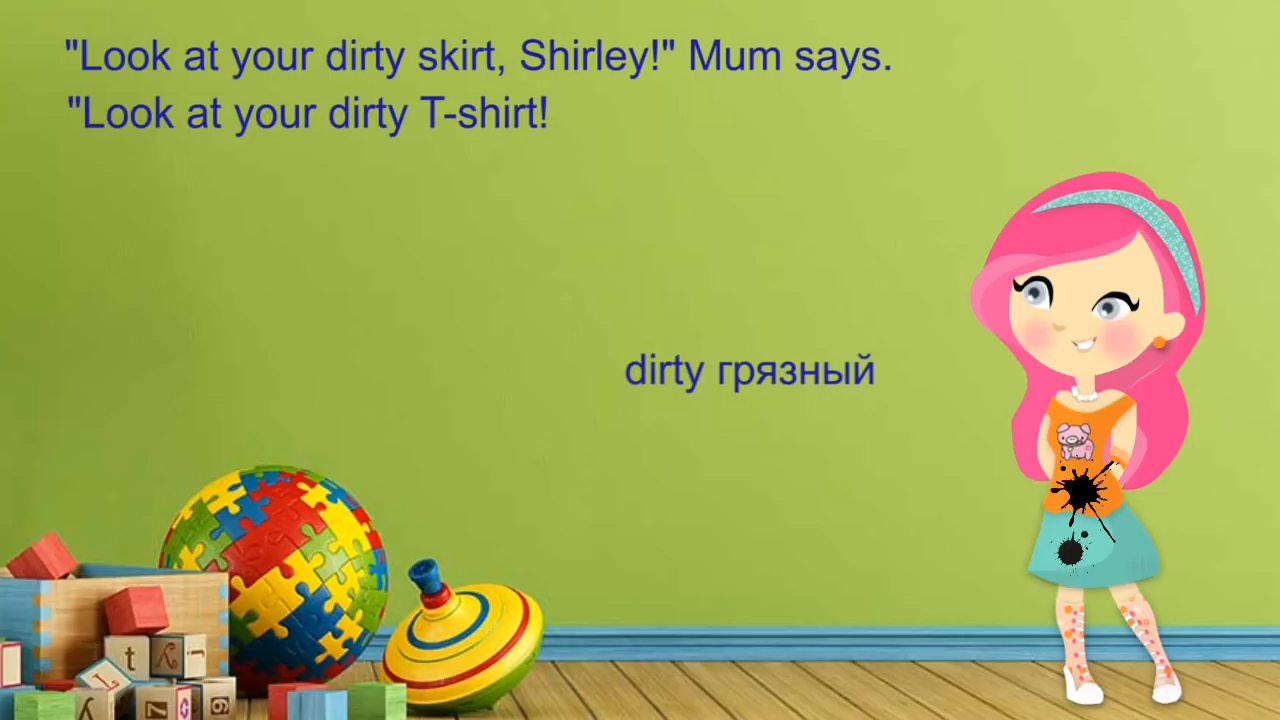 "Look at your dirty skirt, Shirley!" Mum says.
"Look at your dirty T-shirt!
dirty грязный
t